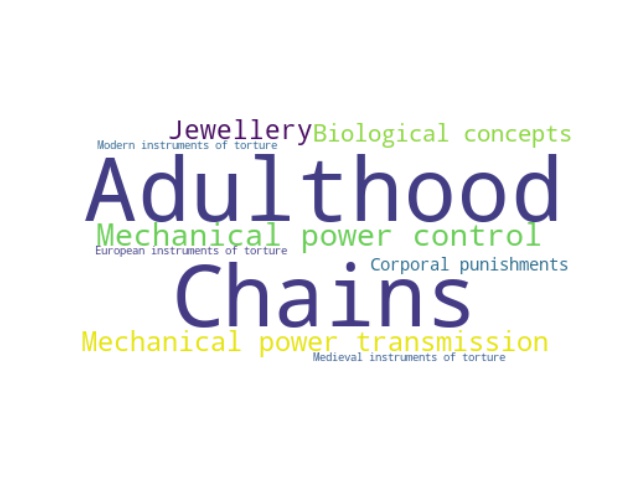 Jewellery
Biological concepts
Modern instruments of torture
Adulthood
Mechanical power control
European instruments of torture
Corporal punishments
Chains
Mechanical power transmission
Medieval instruments of torture